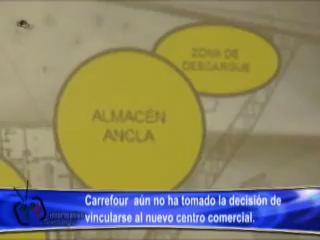 ZONA DE
DESCARGUE
ALMACÉN
ANCLA
Carrefour aún no ha tomado la decisión de
vincularse al nuevo centro comercial.